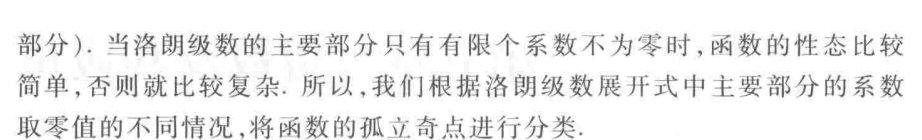 部分). 当洛朗级数的主要部分只有有限个系数不为零时,函数的性态比较
简单,否则就比较复杂. 所以,我们根据洛朗级数展开式中主要部分的系数
取零值的不同情况,将函数的孤立奇点进行分类.